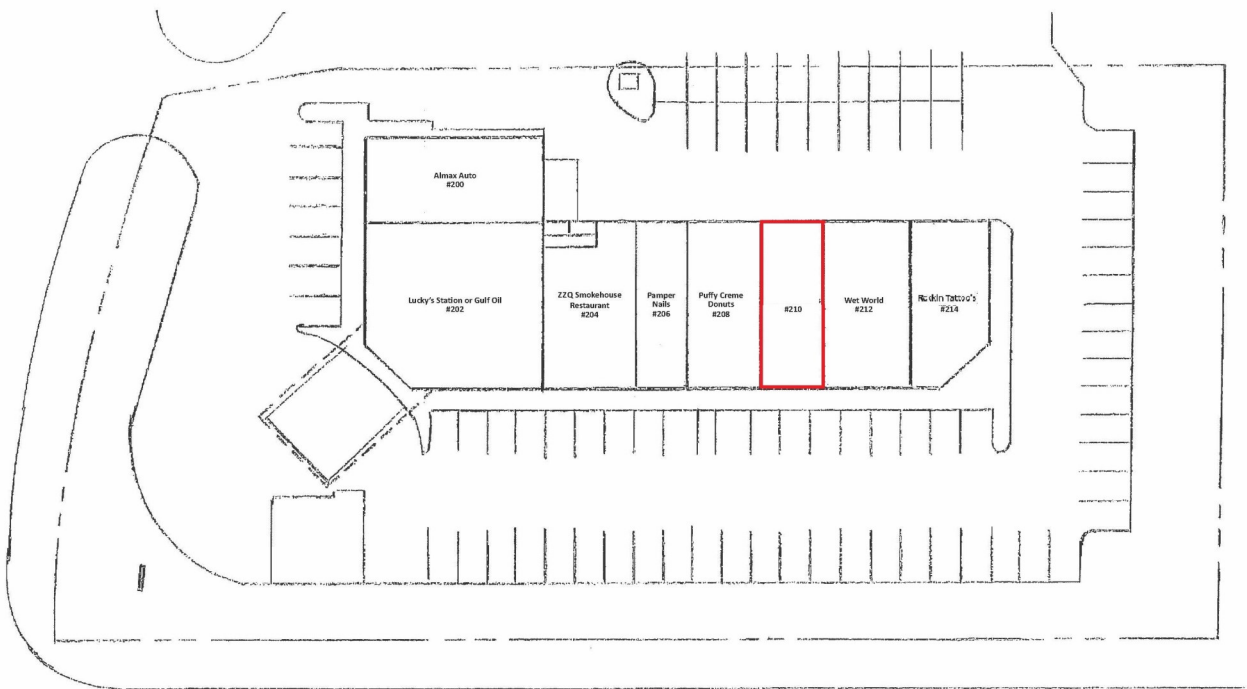 Almax Auto
#200
Lucky's Station or Gulf Oil
#202
ZZQ Smokehouse
Restaurant
#204
Pamper
Nails
#206
Puffy Creme
Donuts
#208
#210
Wet World
#212
Rockin Tattoo's
#214